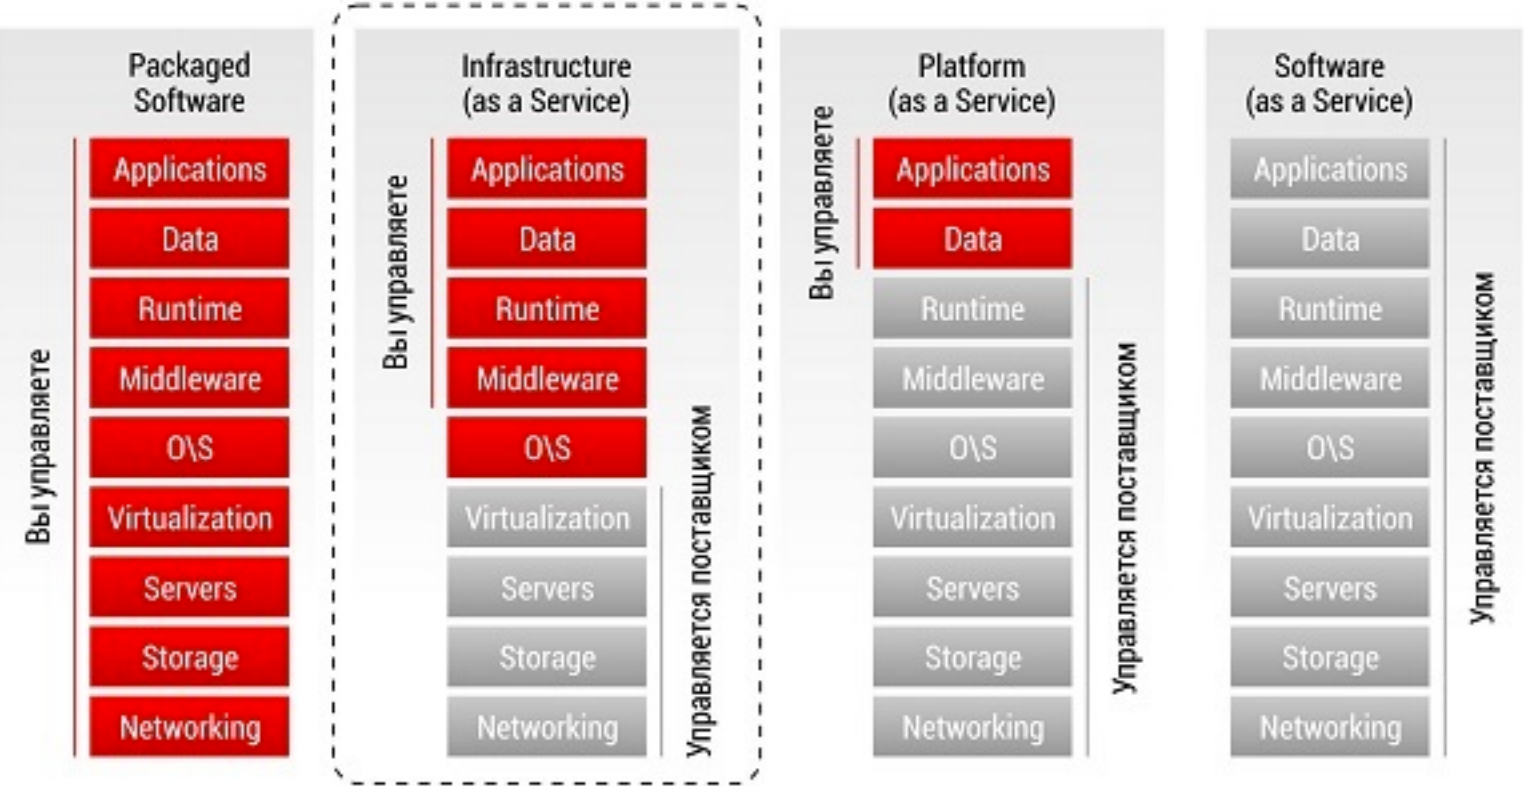 Packaged
Software
Вы управляете
Applications
Data
Runtime
Middleware
O\S
Virtualization
Servers
Storage
Networking
Infrastructure
(as a Service)
Вы управляете
Applications
Data
Runtime
Middleware
O\S
Virtualization
Servers
Storage
Networking
Управляется поставщиком
Platform
(as a Service)
Вы управляете
Applications
Data
Runtime
Middleware
O\S
Virtualization
Servers
Storage
Networking
Управляется поставщиком
Software
(as a Service)
Applications
Data
Runtime
Middleware
O\S
Virtualization
Servers
Storage
Networking
Управляется поставщиком